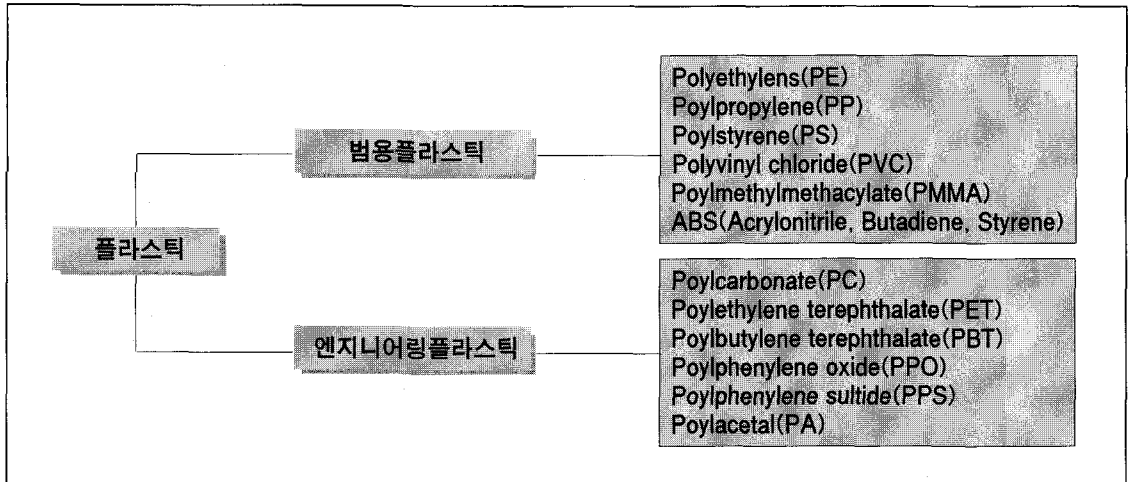 플라스틱
범용플라스틱
Polyethylens(PE)
Poylpropylene(PP)
Poylstyrene(PS)
Polyvinyl chloride(PVC)
Poylmethylmethacylate(PMMA)
ABS(Acrylonitrile, Butadiene, Styrene)
엔지니어링플라스틱
Poylcarbonate(PC)
Poylethylene terephthalate(PET)
Poylbutylene terephthalate(PBT)
Poylphenylene oxide(PPO)
Poylphenylene sultide(PPS)
Poylacetal(PA)